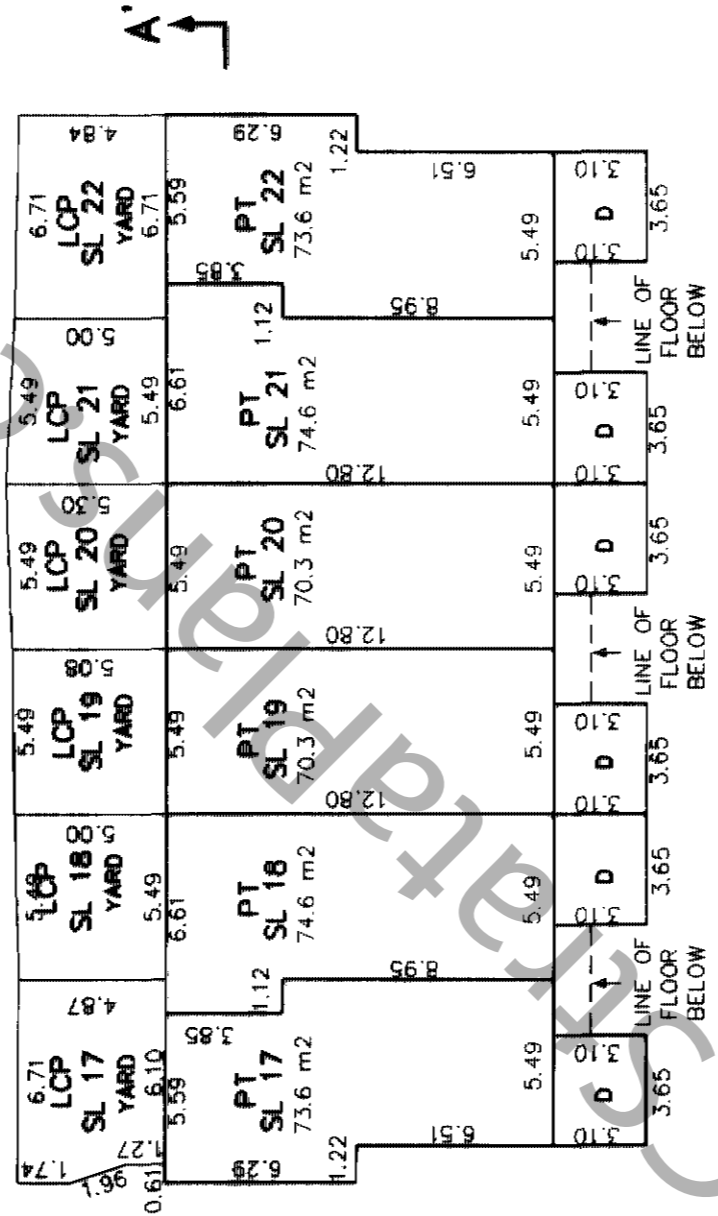 A'
6.71
LCP
SL 22
YARD
6.71
4.84
5.59
6.29
3.85
PT
SL 22
73.6 m2
1.22
6.51
5.49
3.10
D
3.10
3.65
LINE OF
FLOOR
BELOW
5.49
LCP
SL 21
YARD
5.49
5.00
6.61
1.12
PT
SL 21
74.6 m2
8.95
5.49
12.80
3.10
D
3.10
3.65
5.49
LCP
SL 20
YARD
5.30
5.49
PT
SL 20
70.3 m2
5.49
12.80
D
3.10
3.65
LINE OF
FLOOR
BELOW
5.49
LCP
SL 19
YARD
5.08
5.49
PT
SL 19
70.3 m2
5.49
12.80
3.10
D
3.10
3.65
5.49
LCP
SL 18
YARD
5.49
5.00
6.61
1.12
PT
SL 18
74.6 m2
8.95
5.49
D
3.10
3.65
LINE OF
FLOOR
BELOW
6.71
LCP
SL 17
YARD
6.10
4.87
1.74
1.96
1.27
0.61
5.59
3.85
PT
SL 17
73.6 m2
6.29
1.22
6.51
5.49
3.10
D
3.10
3.65
strataplans.c